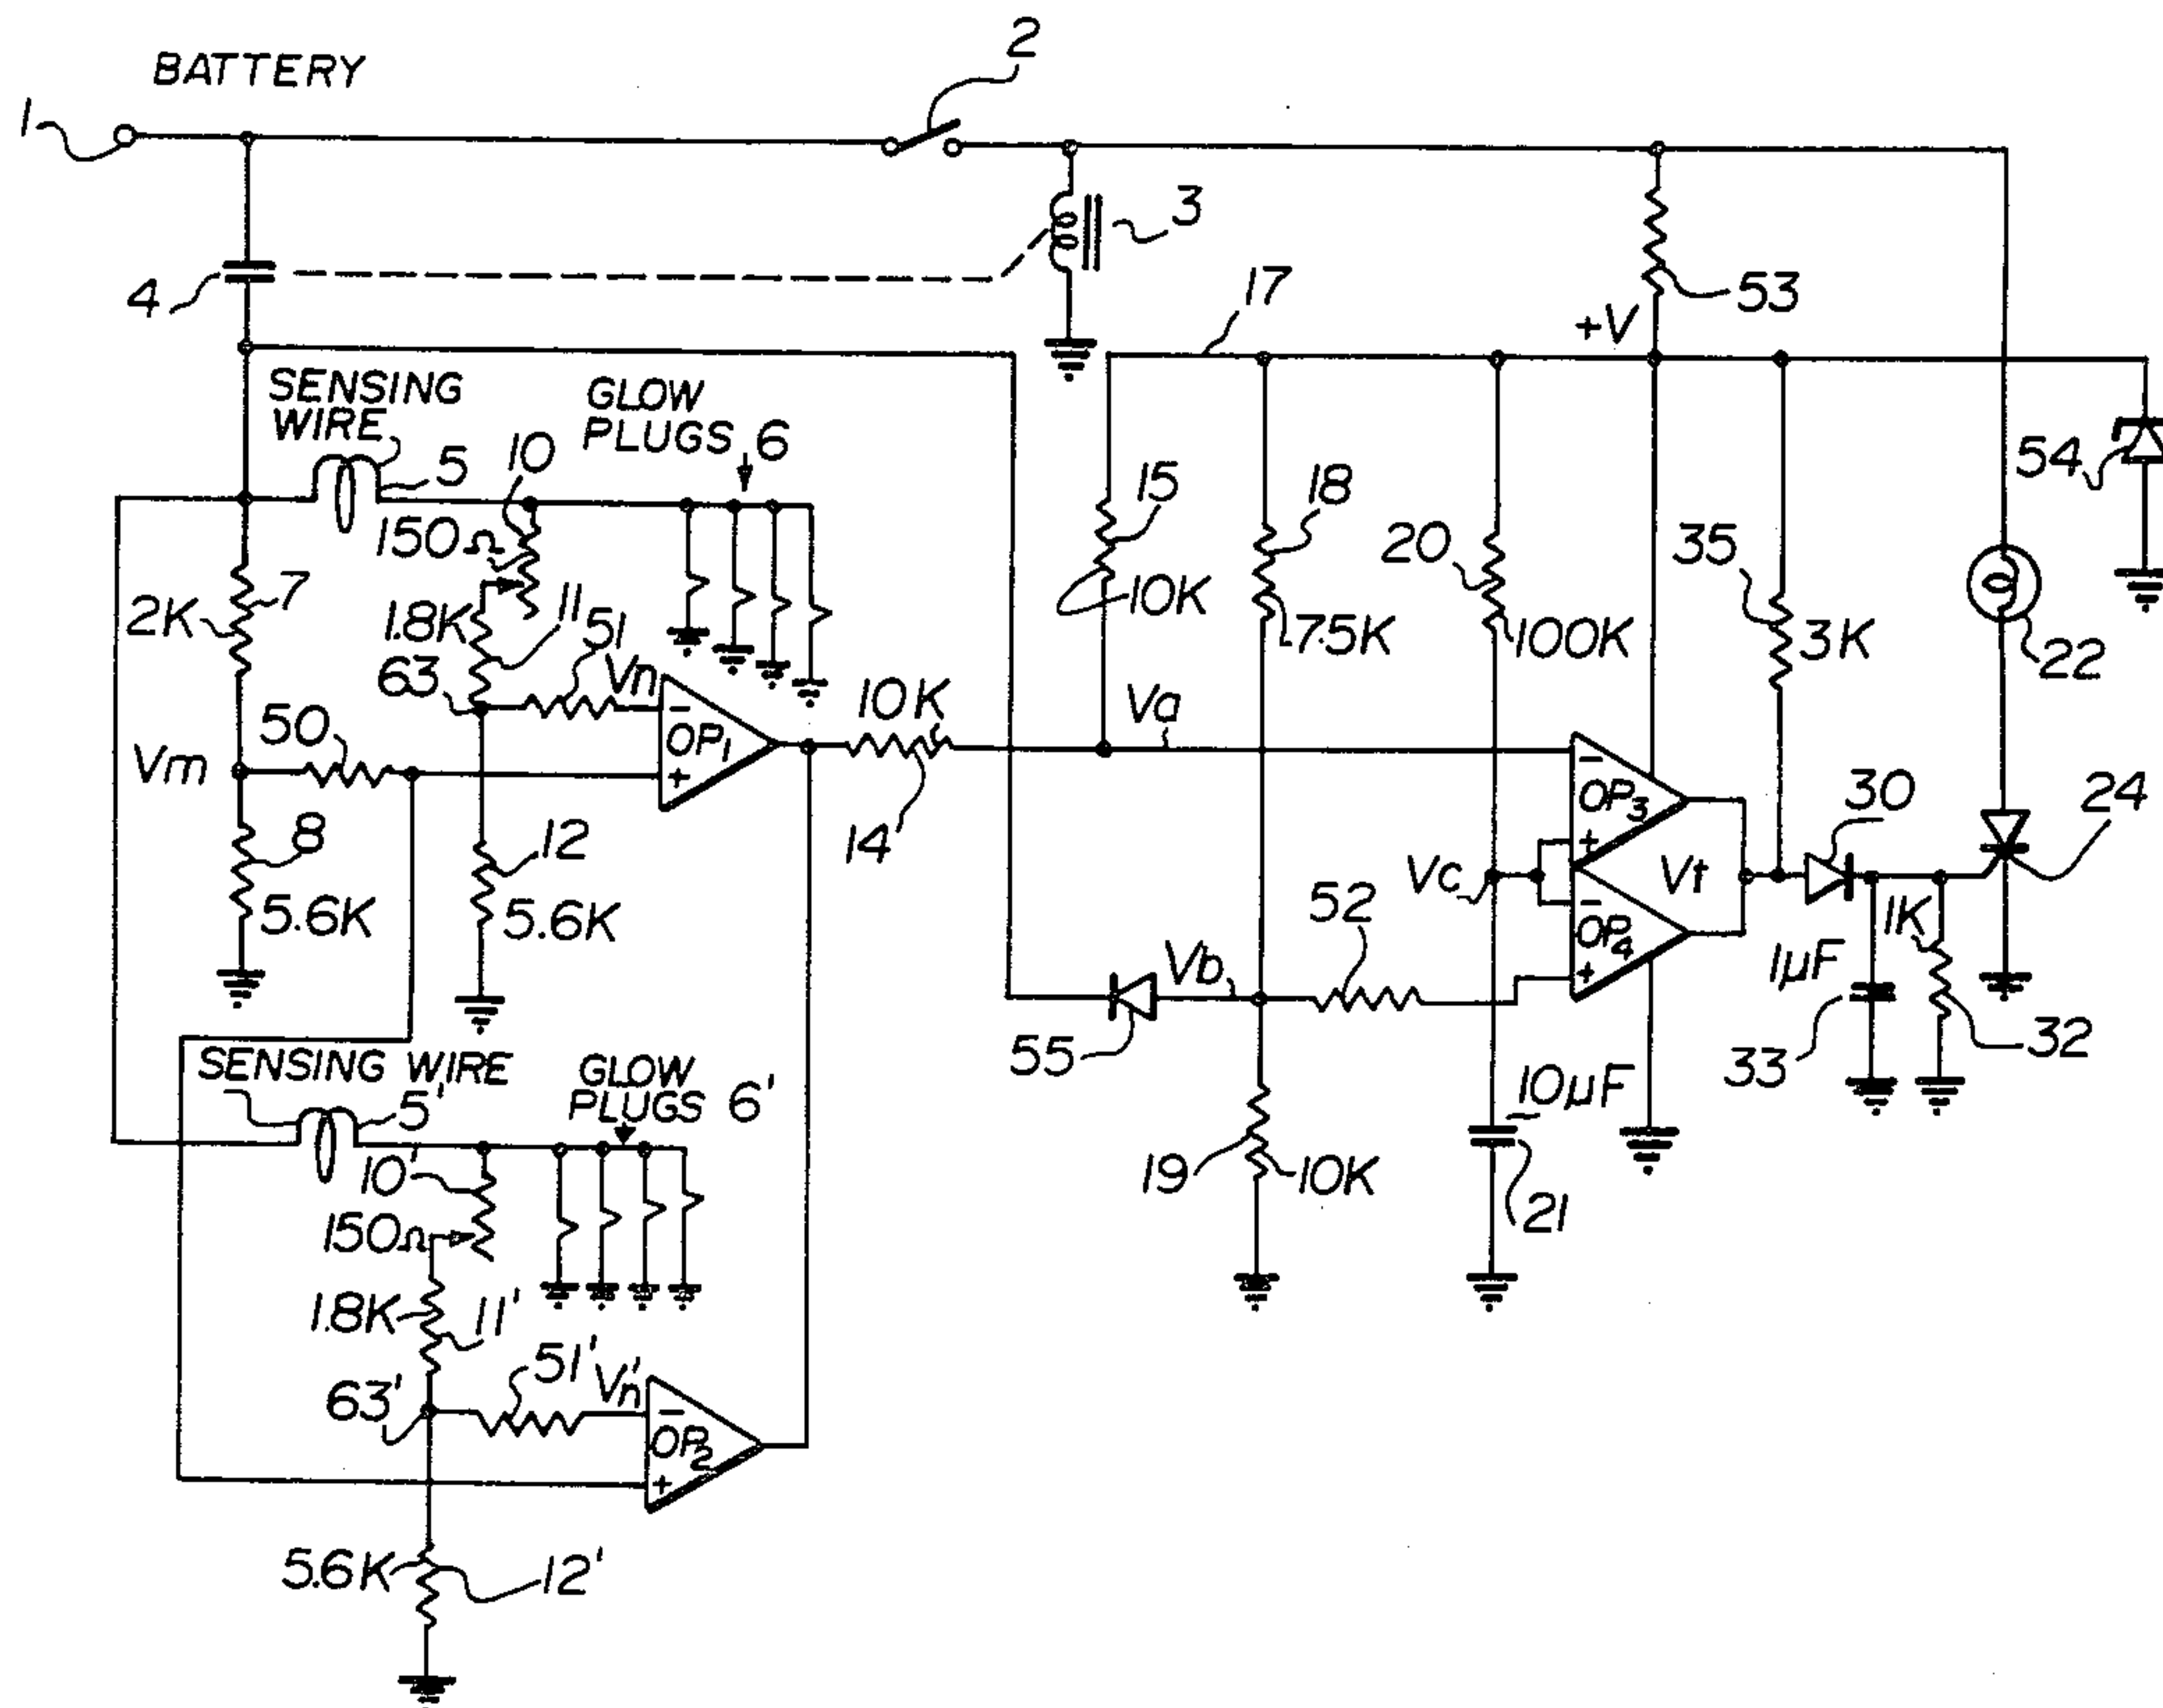 BATTERY
1
2
3
4
17
+V
53
SENSING
WIRE
5
10
GLOW
PLUGS 6
54
150Ω
15
18
10K
75K
20
100K
35
3K
22
7
2K
1.8K
11
51
63
Vn
10K
Va
Vm
50
OP1
-
+
14
8
5.6K
12
5.6K
OP3
-
+
Vc
Vt
OP4
-
+
30
24
52
Vb
1K
1µF
33
32
55
SENSING WIRE
5'
GLOW
PLUGS 6'
10µF
10'
150Ω
19
10K
21
1.8K
11'
51'
V'n
63'
OP2
-
+
5.6K
12'